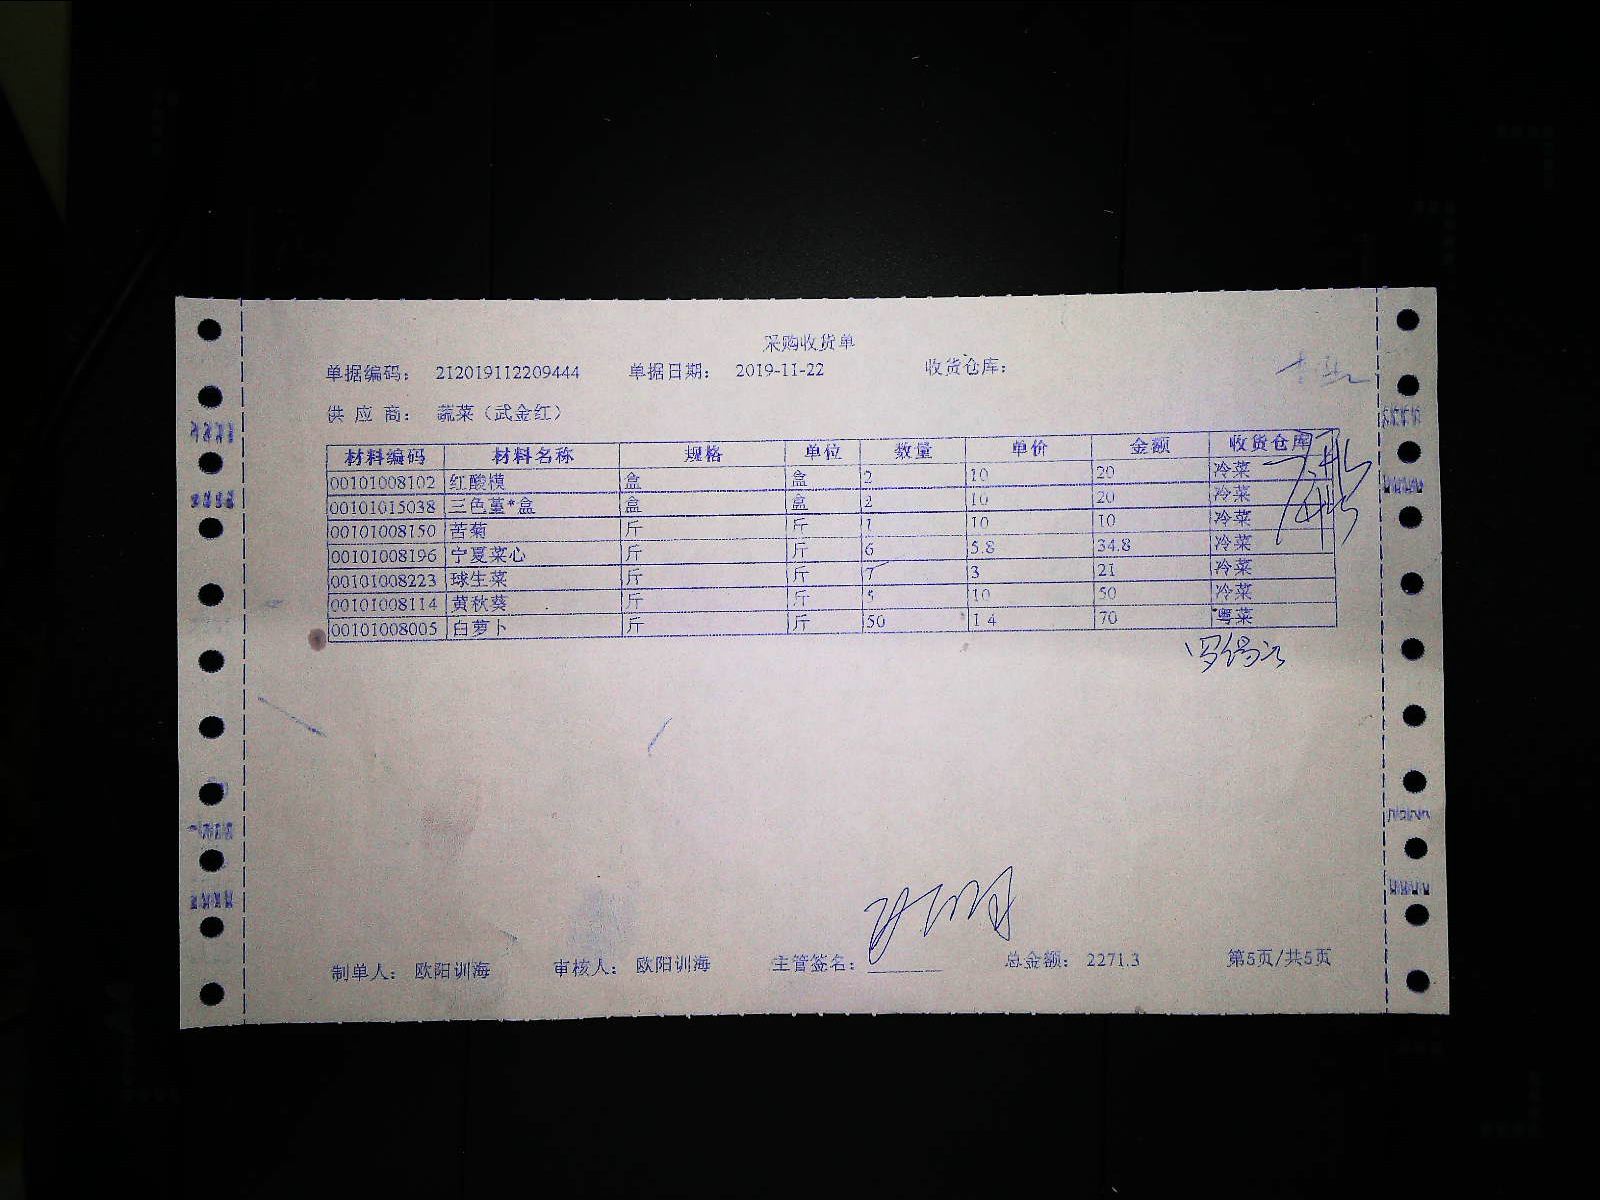 采购收货单
单据编码： 212019112209444 单据日期： 2019-11-22 收货仓库：
供 应 商： 蔬菜（武金红）
材料编码 材料名称 规格 单位 数量 单价 金额 收货仓库
00101008102 红酸模 盒 盒 2 10 20 冷菜
00101015038 三色堇*盒 盒 盒 2 10 20 冷菜
00101008150 苦菊 斤 斤 1 10 10 冷菜
00101008196 宁夏菜心 斤 斤 6 5.8 34.8 冷菜
00101008223 球生菜 斤 斤 7 3 21 冷菜
00101008114 黄秋葵 斤 斤 5 10 50 冷菜
00101008005 白萝卜 斤 斤 50 1.4 70 粤菜
制单人： 欧阳训海 审核人： 欧阳训海 主管签名： 总金额： 2271.3 第5页/共5页